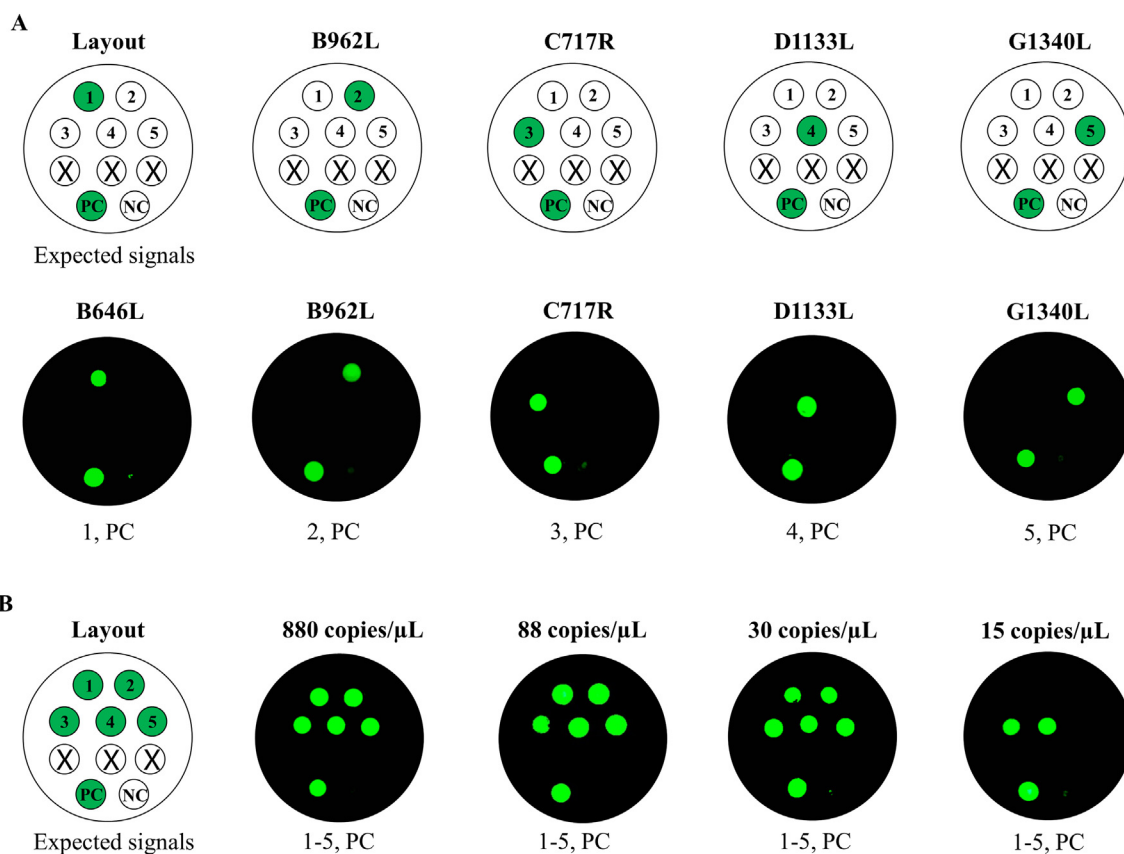 A
Layout B962L C717R D1133L G1340L
1 2 1 2 1 2 1 2 1 2
3 4 5 3 4 5 3 4 5 3 4 5 3 4 5
X X X X X X X X X X X X X X X
PC NC PC NC PC NC PC NC PC NC
Expected signals
B646L B962L C717R D1133L G1340L
1, PC 2, PC 3, PC 4, PC 5, PC
B
Layout 880 copies/µL 88 copies/µL 30 copies/µL 15 copies/µL
1 2
3 4 5
X X X
PC NC
Expected signals 1-5, PC 1-5, PC 1-5, PC 1-5, PC